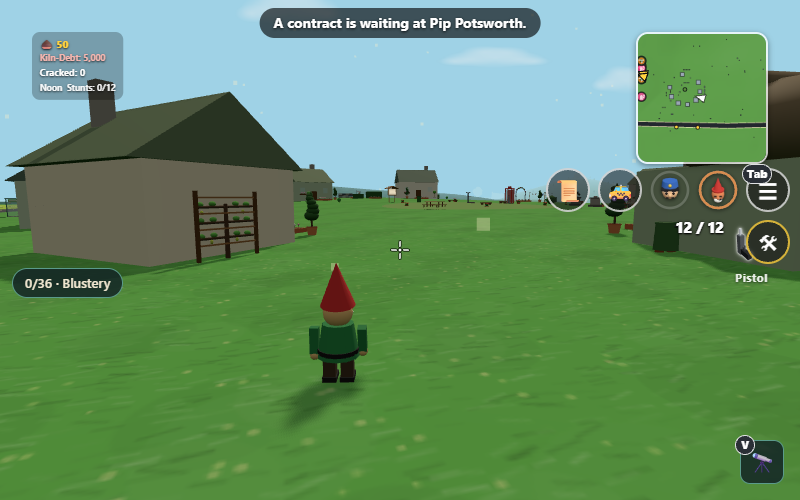 A contract is waiting at Pip Potsworth.
50
Kiln-Debt: 5,000
Cracked: 0
Noon Stunts: 0/12
Tab
12 / 12
Pistol
0/36 · Blustery
V